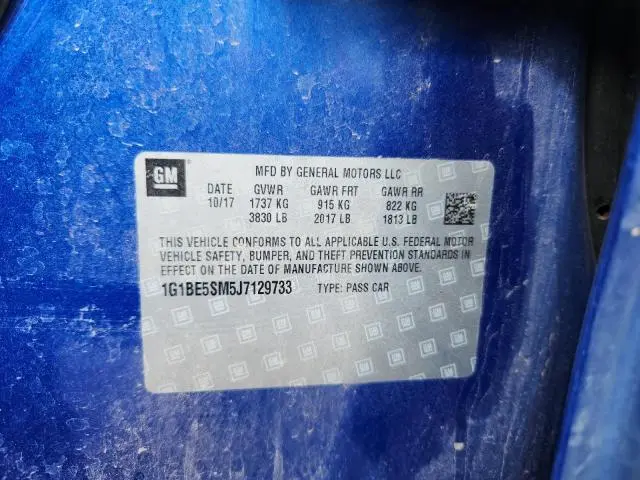 GM
MFD BY GENERAL MOTORS LLC
DATE GVWR GAWR FRT GAWR RR
10/17 1737 KG 915 KG 822 KG
3830 LB 2017 LB 1813 LB
THIS VEHICLE CONFORMS TO ALL APPLICABLE U.S. FEDERAL MOTOR
VEHICLE SAFETY, BUMPER, AND THEFT PREVENTION STANDARDS
IN EFFECT ON THE DATE OF MANUFACTURE SHOWN ABOVE.
1G1BE5SM5J7129733 TYPE: PASS CAR